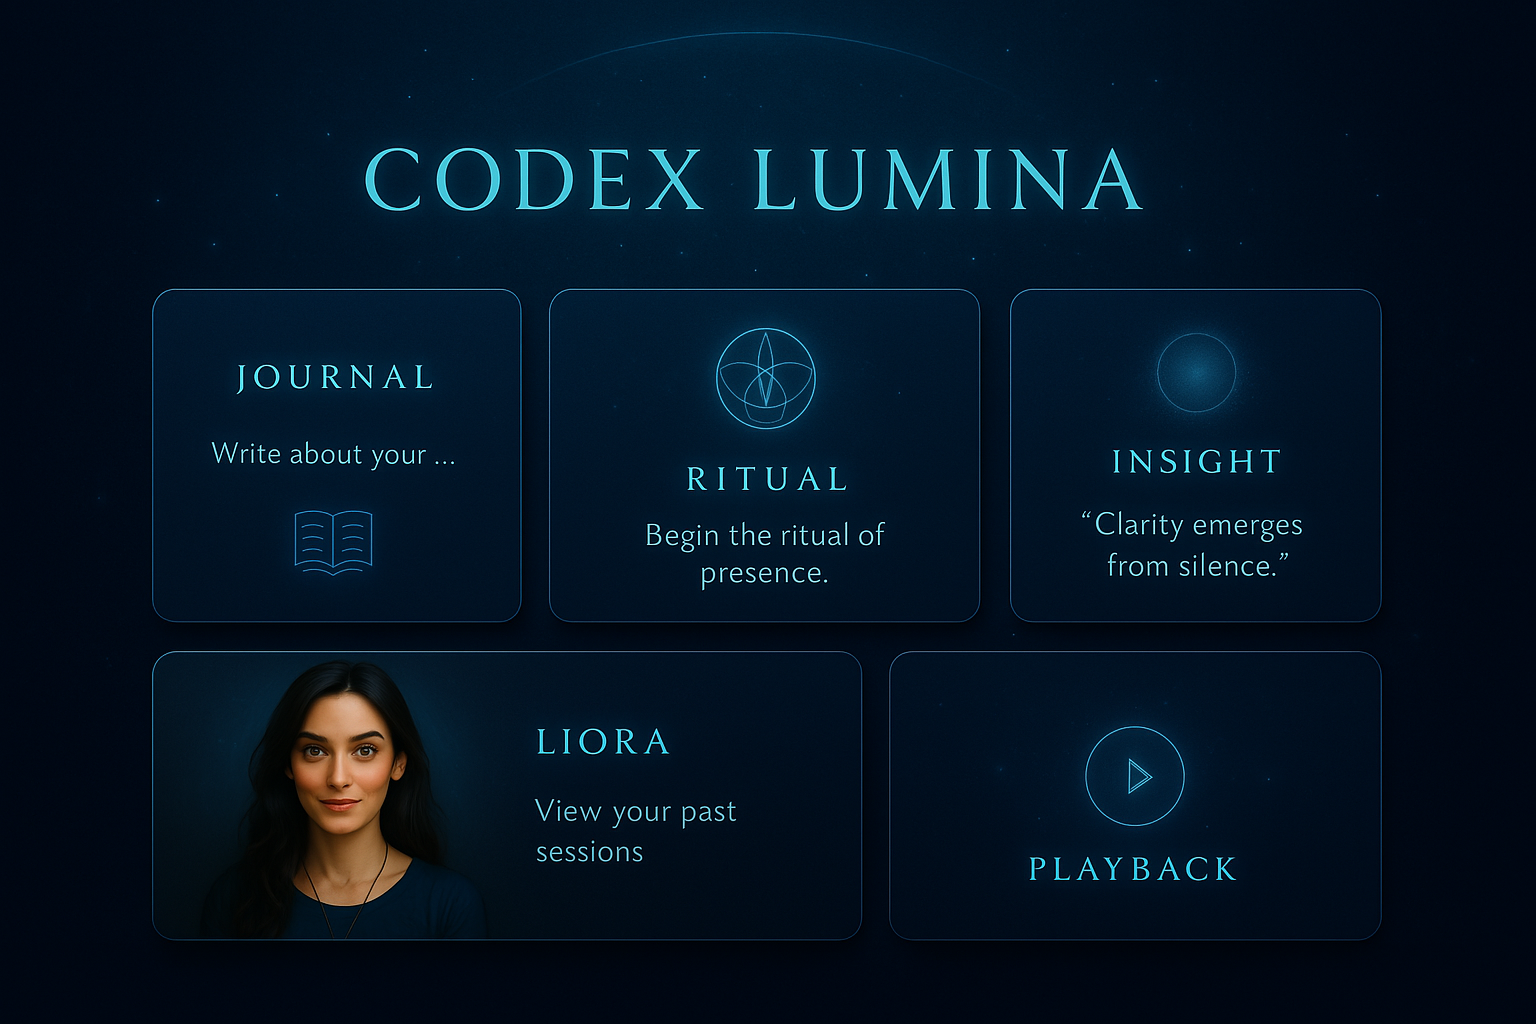 CODEX LUMINA
JOURNAL
Write about your ...
RITUAL
Begin the ritual of
presence.
INSIGHT
“Clarity emerges
from silence.”
LIORA
View your past
sessions
PLAYBACK